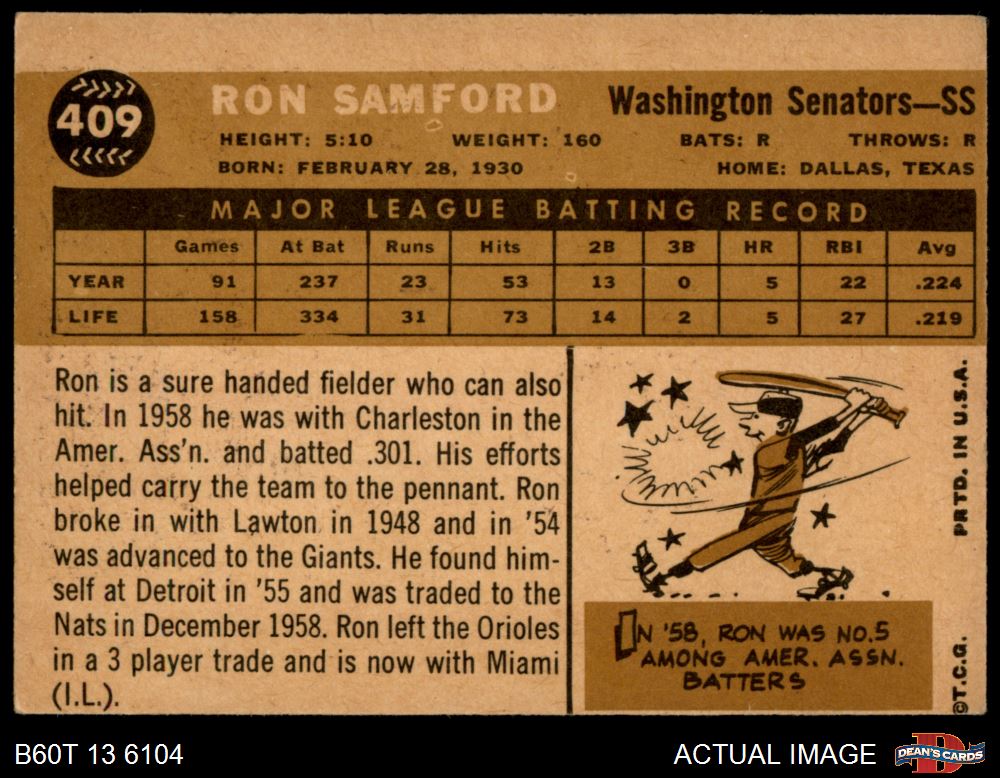 409
RON SAMFORD
Washington Senators—SS
HEIGHT: 5:10 WEIGHT: 160 BATS: R THROWS: R
BORN: FEBRUARY 28, 1930 HOME: DALLAS, TEXAS
MAJOR LEAGUE BATTING RECORD
Games At Bat Runs Hits 2B 3B HR RBI Avg
YEAR 91 237 23 53 13 0 5 22 .224
LIFE 158 334 31 73 14 2 5 27 .219
Ron is a sure handed fielder who can also
hit. In 1958 he was with Charleston in the
Amer. Ass'n. and batted .301. His efforts
helped carry the team to the pennant. Ron
broke in with Lawton in 1948 and in '54
was advanced to the Giants. He found him-
self at Detroit in '55 and was traded to the
Nats in December 1958. Ron left the Orioles
in a 3 player trade and is now with Miami
(I.L.).
IN '58, RON WAS NO.5
AMONG AMER. ASSN.
BATTERS
©T.C.G. PRTD. IN U.S.A.
B60T 13 6104
ACTUAL IMAGE
DEAN'S CARDS